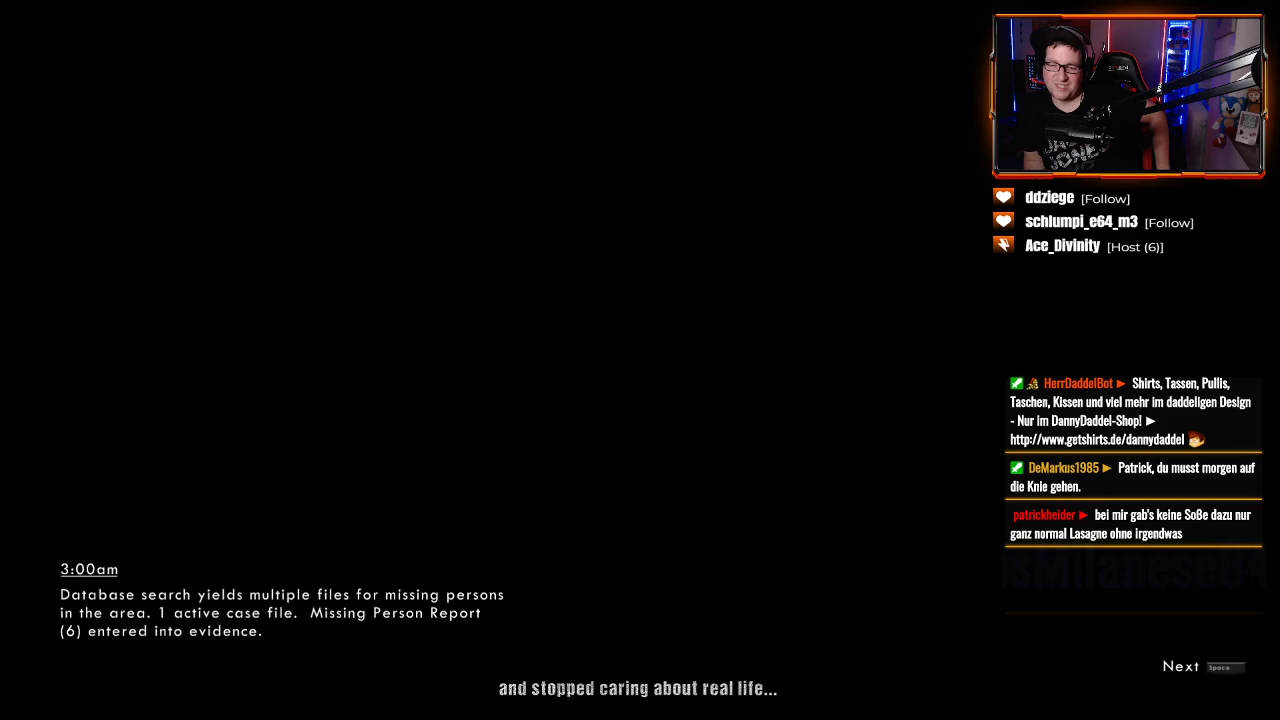 ddziege [Follow]
schlumpi_e64_m3 [Follow]
Ace_Divinity [Host (6)]
HerrDaddelBot ► Shirts, Tassen, Pullis,
Taschen, Kissen und viel mehr im daddeligen Design
- Nur im DannyDaddel-Shop! ►
http://www.getshirts.de/dannydaddel
DeMarkus1985 ► Patrick, du musst morgen auf
die Knie gehen.
patrickheider ► bei mir gab's keine Soße dazu nur
ganz normal Lasagne ohne irgendwas
3:00am
Database search yields multiple files for missing persons
in the area. 1 active case file. Missing Person Report
(6) entered into evidence.
Next Space
and stopped caring about real life...